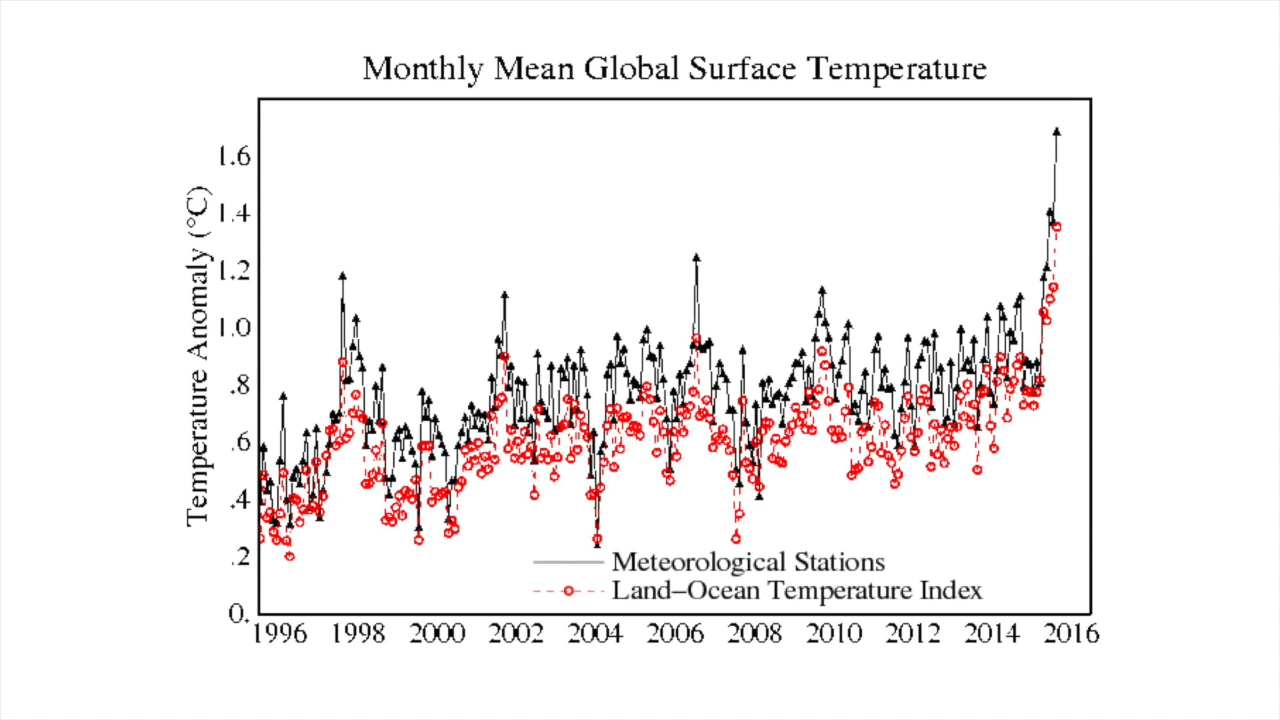 Monthly Mean Global Surface Temperature
Temperature Anomaly (°C)
1.6
1.4
1.2
1.0
.8
.6
.4
.2
0.
Meteorological Stations
Land−Ocean Temperature Index
1996 1998 2000 2002 2004 2006 2008 2010 2012 2014 2016